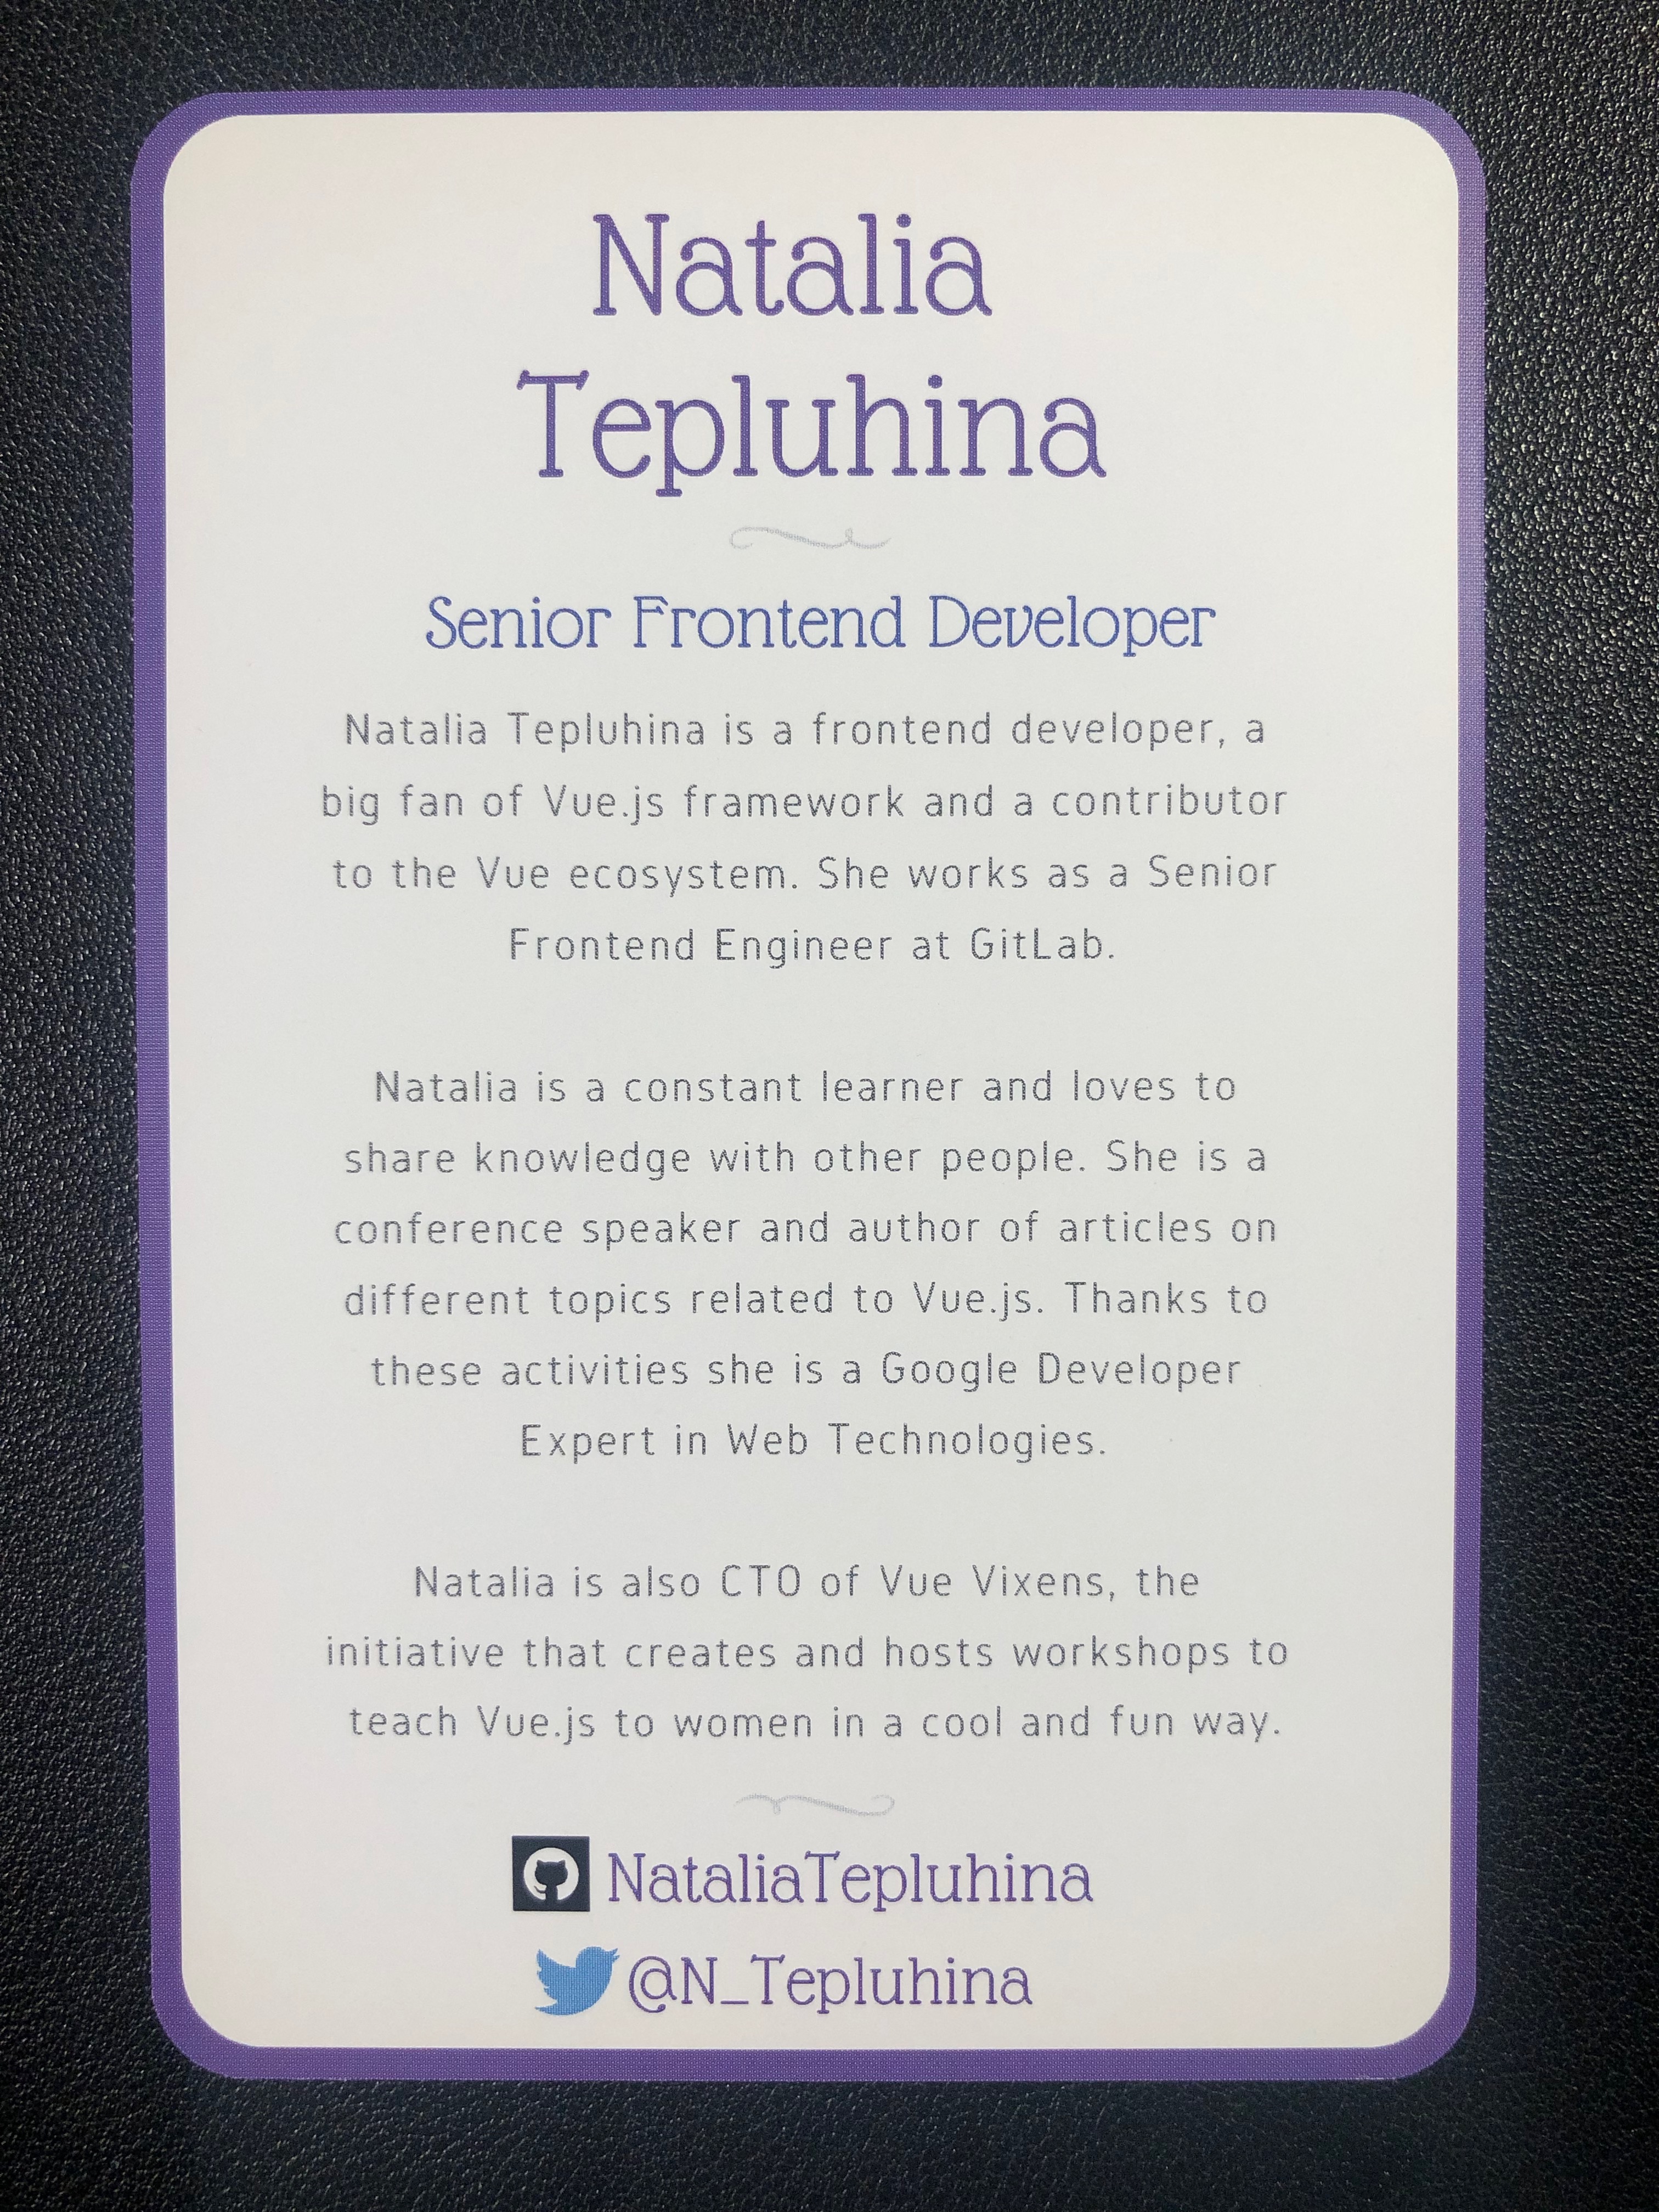 Natalia
Tepluhina
Senior Frontend Developer
Natalia Tepluhina is a frontend developer, a
big fan of Vue.js framework and a contributor
to the Vue ecosystem. She works as a Senior
Frontend Engineer at GitLab.
Natalia is a constant learner and loves to
share knowledge with other people. She is a
conference speaker and author of articles on
different topics related to Vue.js. Thanks to
these activities she is a Google Developer
Expert in Web Technologies.
Natalia is also CTO of Vue Vixens, the
initiative that creates and hosts workshops to
teach Vue.js to women in a cool and fun way.
NataliaTepluhina
@N_Tepluhina